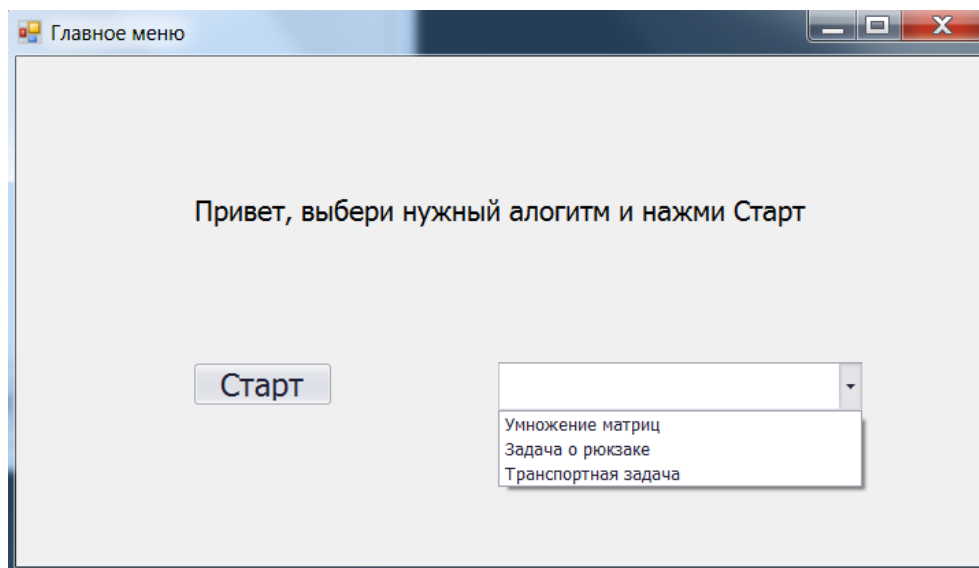 Главное меню
Привет, выбери нужный алогитм и нажми Старт
Старт
Умножение матриц
Задача о рюкзаке
Транспортная задача